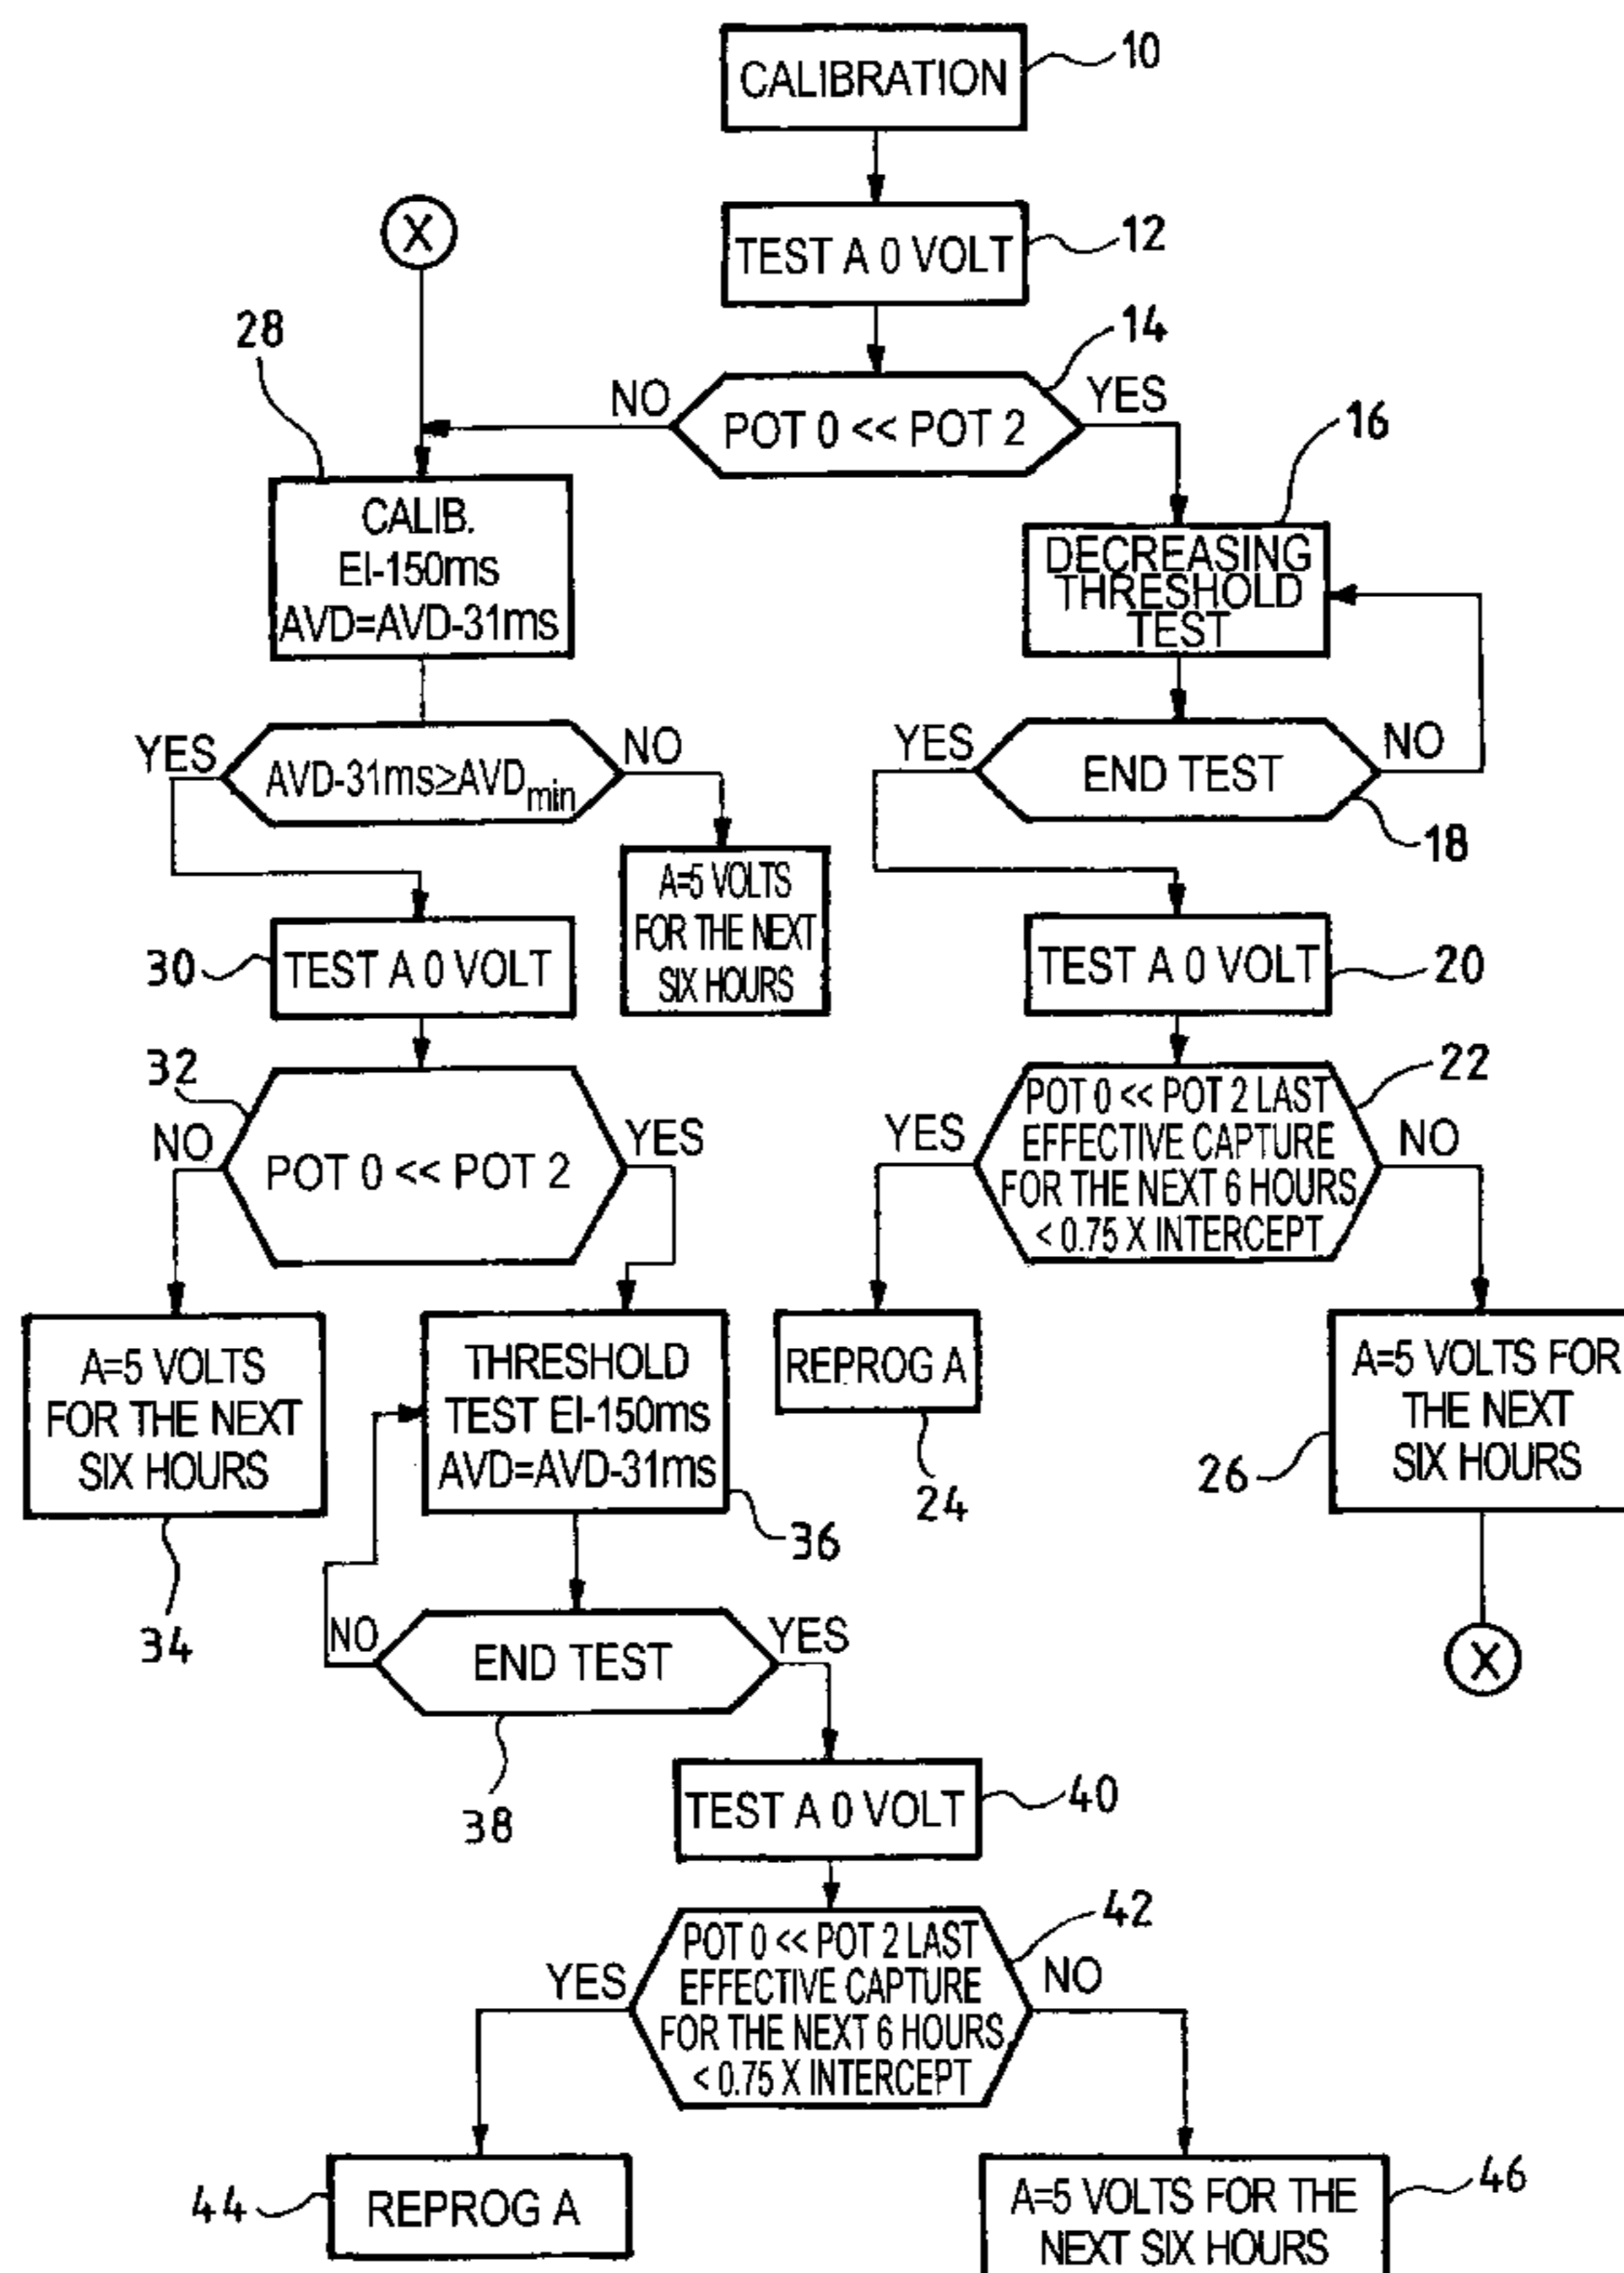 CALIBRATION
10
TEST A 0 VOLT
12
X
28
14
NO
POT 0 << POT 2
YES
16
CALIB.
EI-150ms
AVD=AVD-31ms
DECREASING
THRESHOLD
TEST
YES
AVD-31ms≥AVDmin
NO
YES
END TEST
NO
18
A=5 VOLTS
FOR THE NEXT
SIX HOURS
30
TEST A 0 VOLT
TEST A 0 VOLT
20
32
NO
POT 0 << POT 2
YES
22
YES
POT 0 << POT 2 LAST
EFFECTIVE CAPTURE
FOR THE NEXT 6 HOURS
< 0.75 X INTERCEPT
NO
A=5 VOLTS
FOR THE NEXT
SIX HOURS
34
THRESHOLD
TEST EI-150ms
AVD=AVD-31ms
36
REPROG A
24
A=5 VOLTS FOR
THE NEXT
SIX HOURS
26
X
NO
END TEST
YES
38
TEST A 0 VOLT
40
42
YES
POT 0 << POT 2 LAST
EFFECTIVE CAPTURE
FOR THE NEXT 6 HOURS
< 0.75 X INTERCEPT
NO
44
REPROG A
A=5 VOLTS FOR THE
NEXT SIX HOURS
46